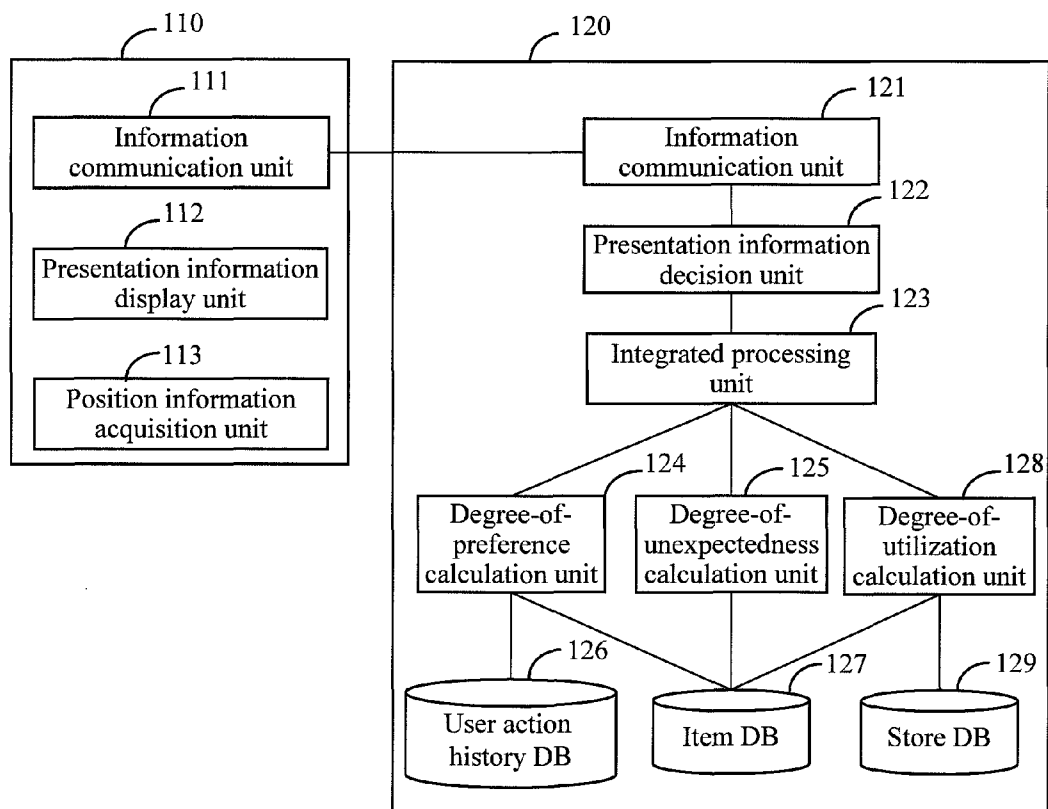 110
111
Information
communication unit
112
Presentation information
display unit
113
Position information
acquisition unit
120
121
Information
communication unit
122
Presentation information
decision unit
123
Integrated processing
unit
124
Degree-of-
preference
calculation unit
125
Degree-of-
unexpectedness
calculation unit
128
Degree-of-
utilization
calculation unit
126
User action
history DB
127
Item DB
129
Store DB